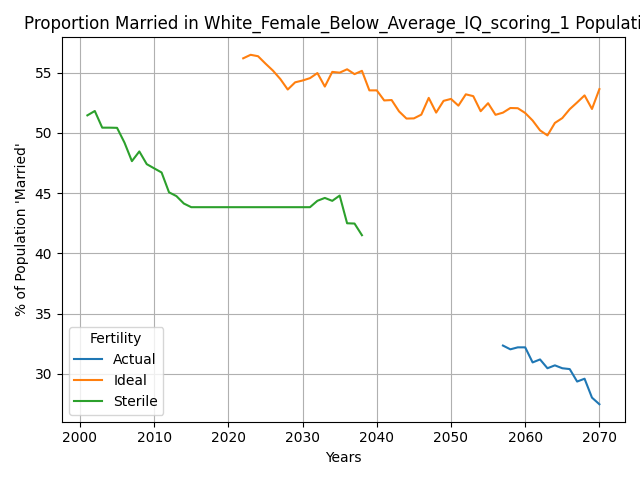 Proportion Married in White_Female_Below_Average_IQ_scoring_1 Populati
55
50
45
40
35
30
% of Population 'Married'
Fertility
Actual
Ideal
Sterile
2000 2010 2020 2030 2040 2050 2060 2070
Years